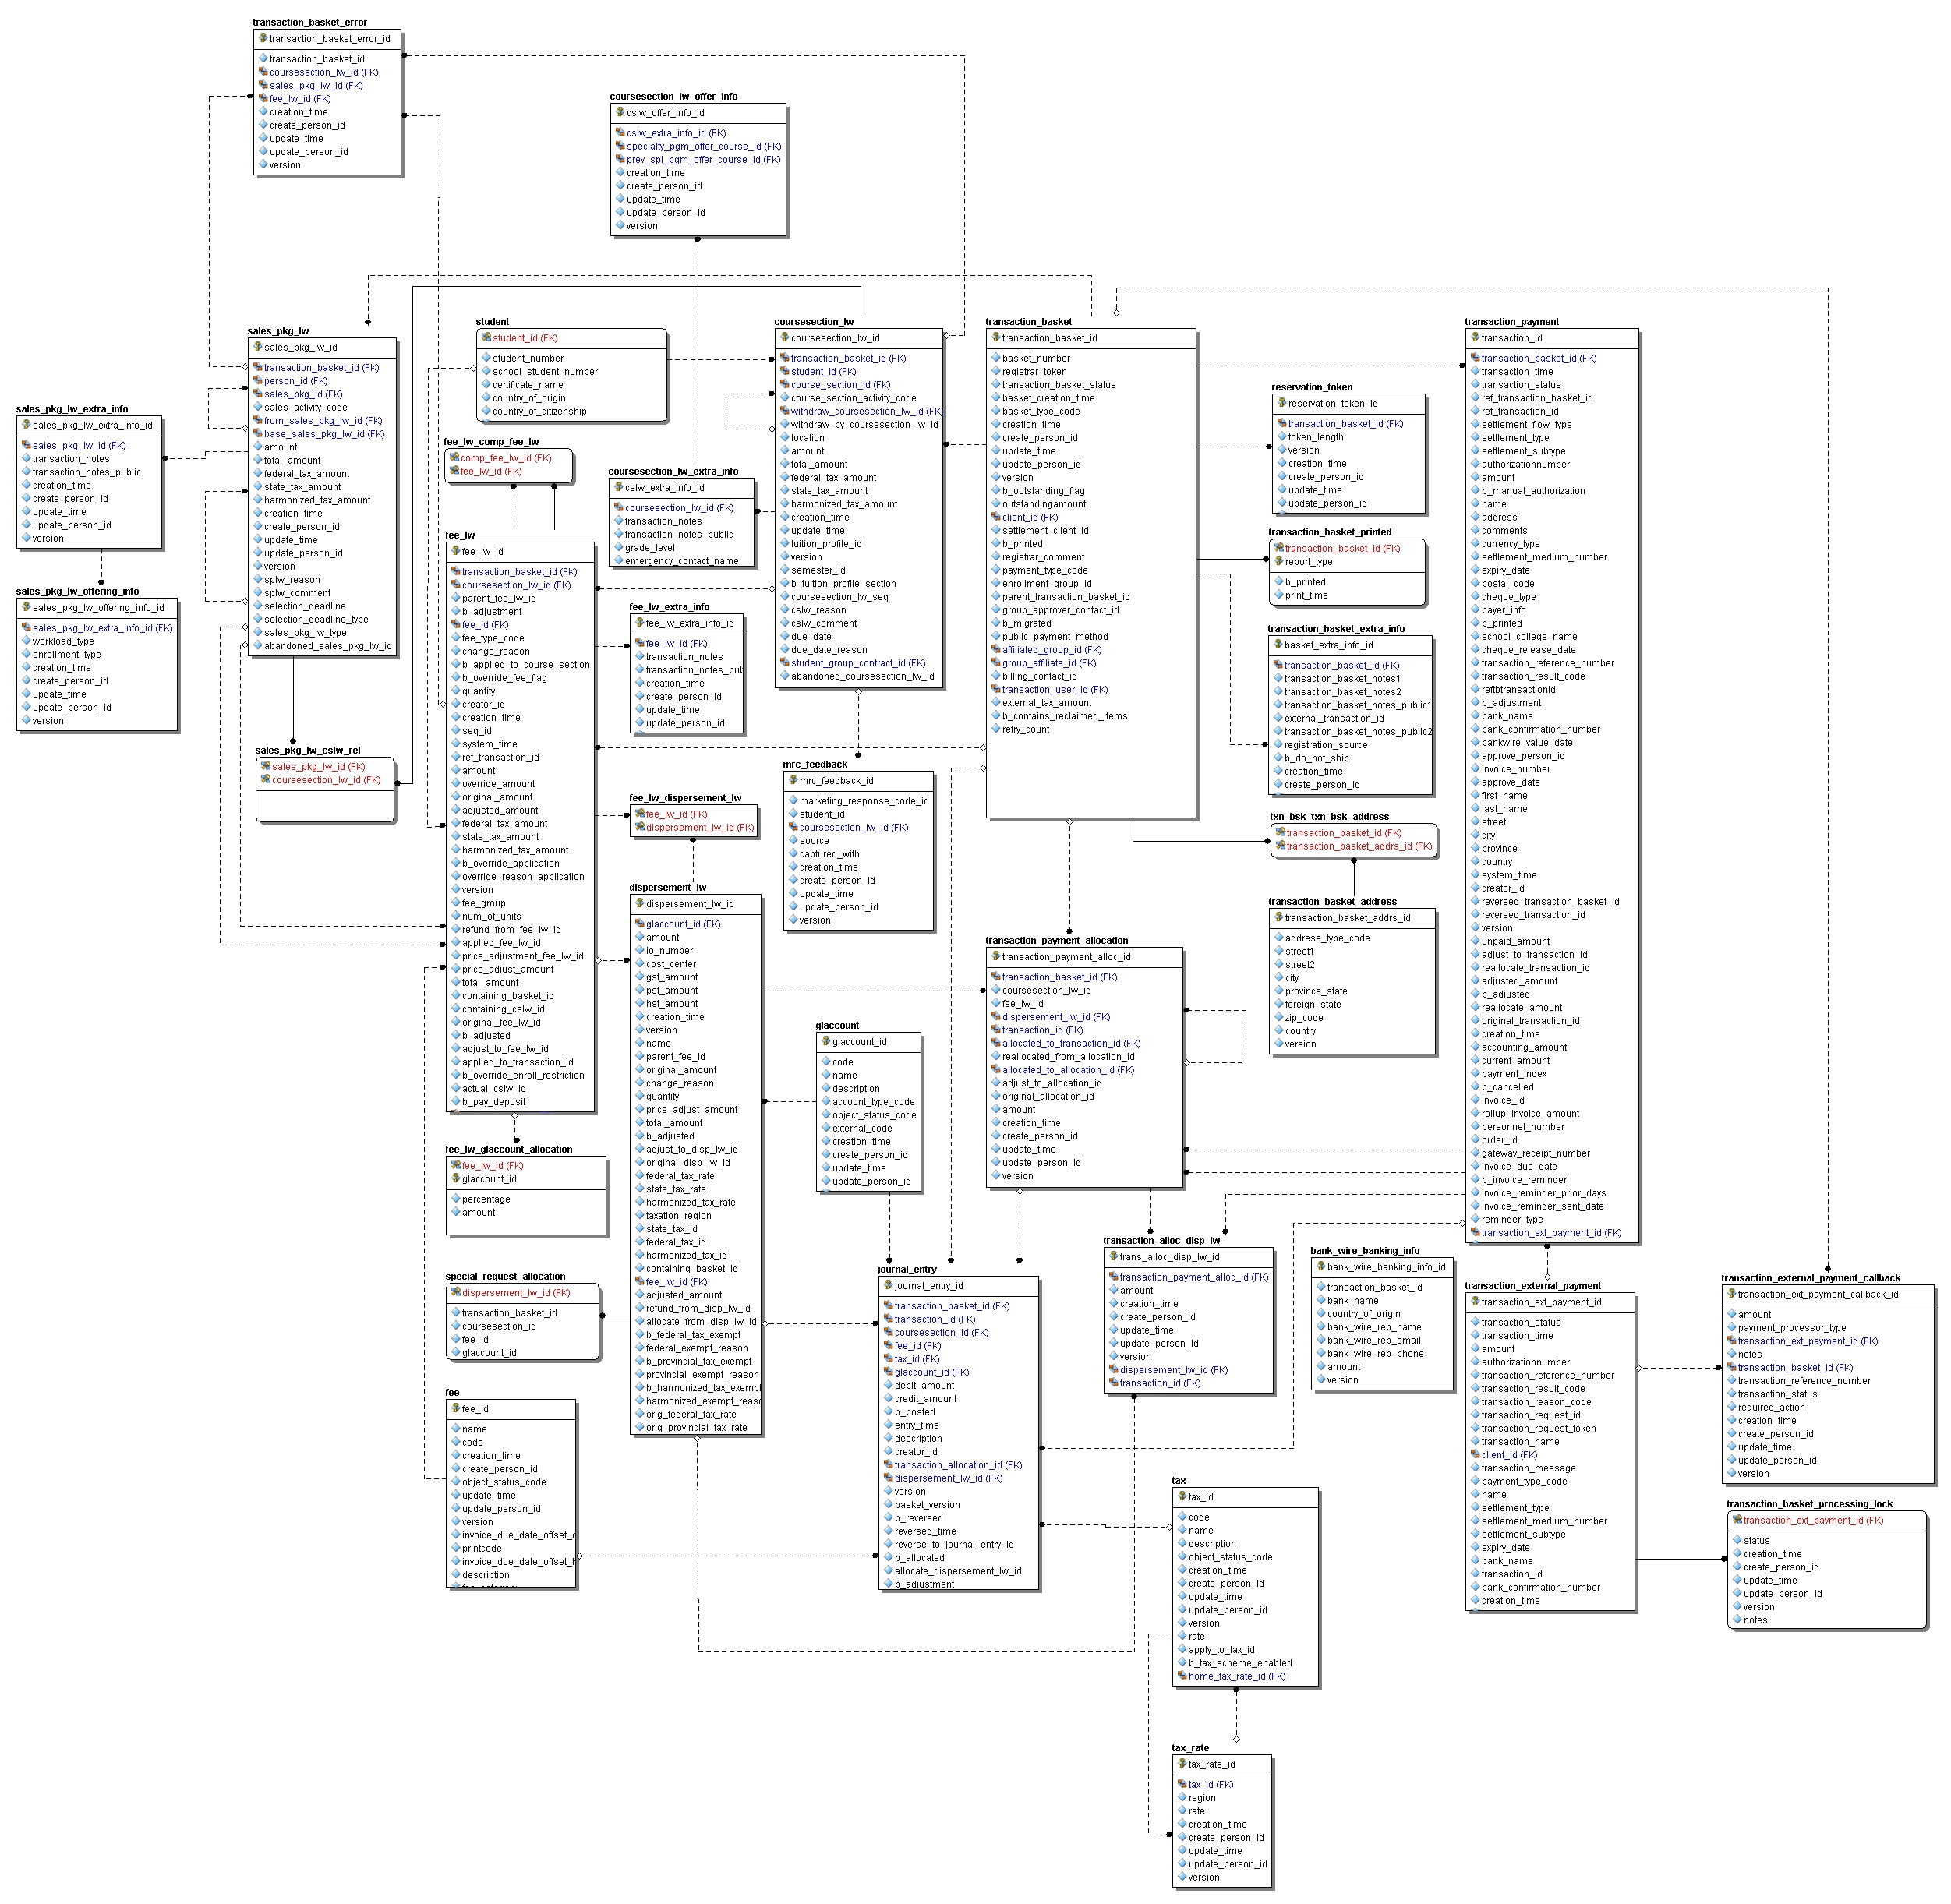 transaction_basket_error
transaction_basket_error_id
transaction_basket_id
coursesection_lw_id (FK)
sales_pkg_lw_id (FK)
fee_lw_id (FK)
creation_time
create_person_id
update_time
update_person_id
version
coursesection_lw_offer_info
cslw_offer_info_id
cslw_extra_info_id (FK)
specialty_pgm_offer_course_id (FK)
prev_spl_pgm_offer_course_id (FK)
creation_time
create_person_id
update_time
update_person_id
version
sales_pkg_lw
sales_pkg_lw_id
transaction_basket_id (FK)
person_id (FK)
sales_pkg_id (FK)
sales_activity_code
from_sales_pkg_lw_id (FK)
base_sales_pkg_lw_id (FK)
amount
total_amount
federal_tax_amount
state_tax_amount
harmonized_tax_amount
creation_time
create_person_id
update_time
update_person_id
version
splw_reason
splw_comment
selection_deadline
selection_deadline_type
sales_pkg_lw_type
abandoned_sales_pkg_lw_id
student
student_id (FK)
student_number
school_student_number
certificate_name
country_of_origin
country_of_citizenship
coursesection_lw
coursesection_lw_id
transaction_basket_id (FK)
student_id (FK)
course_section_id (FK)
course_section_activity_code
withdraw_coursesection_lw_id (FK)
withdraw_by_coursesection_lw_id
location
amount
total_amount
federal_tax_amount
state_tax_amount
harmonized_tax_amount
creation_time
update_time
tuition_profile_id
version
semester_id
b_tuition_profile_section
coursesection_lw_seq
cslw_reason
cslw_comment
due_date
due_date_reason
student_group_contract_id (FK)
abandoned_coursesection_lw_id
transaction_basket
transaction_basket_id
basket_number
registrar_token
transaction_basket_status
basket_creation_time
basket_type_code
creation_time
create_person_id
update_time
update_person_id
version
b_outstanding_flag
outstandingamount
client_id (FK)
settlement_client_id
b_printed
registrar_comment
payment_type_code
enrollment_group_id
parent_transaction_basket_id
group_approver_contact_id
b_migrated
public_payment_method
affiliated_group_id (FK)
group_affiliate_id (FK)
billing_contact_id
transaction_user_id (FK)
external_tax_amount
b_contains_reclaimed_items
retry_count
transaction_payment
transaction_id
transaction_basket_id (FK)
transaction_time
transaction_status
ref_transaction_basket_id
ref_transaction_id
settlement_flow_type
settlement_type
settlement_subtype
authorizationnumber
amount
b_manual_authorization
name
address
comments
currency_type
settlement_medium_number
expiry_date
postal_code
cheque_type
payer_info
b_printed
school_college_name
cheque_release_date
transaction_reference_number
transaction_result_code
reftbtransactionid
b_adjustment
bank_name
bank_confirmation_number
bankwire_value_date
approve_person_id
invoice_number
approve_date
first_name
last_name
street
city
province
country
system_time
creator_id
reversed_transaction_basket_id
reversed_transaction_id
version
unpaid_amount
adjust_to_transaction_id
reallocate_transaction_id
adjusted_amount
b_adjusted
reallocate_amount
original_transaction_id
creation_time
accounting_amount
current_amount
payment_index
b_cancelled
invoice_id
rollup_invoice_amount
personnel_number
order_id
gateway_receipt_number
invoice_due_date
b_invoice_reminder
invoice_reminder_prior_days
invoice_reminder_sent_date
reminder_type
transaction_ext_payment_id (FK)
reservation_token
reservation_token_id
transaction_basket_id (FK)
token_length
version
creation_time
create_person_id
update_time
update_person_id
sales_pkg_lw_extra_info
sales_pkg_lw_extra_info_id
sales_pkg_lw_id (FK)
transaction_notes
transaction_notes_public
creation_time
create_person_id
update_time
update_person_id
version
fee_lw_comp_fee_lw
comp_fee_lw_id (FK)
fee_lw_id (FK)
coursesection_lw_extra_info
cslw_extra_info_id
coursesection_lw_id (FK)
transaction_notes
transaction_notes_public
grade_level
emergency_contact_name
transaction_basket_printed
transaction_basket_id (FK)
report_type
b_printed
print_time
fee_lw
fee_lw_id
transaction_basket_id (FK)
coursesection_lw_id (FK)
parent_fee_lw_id
b_adjustment
fee_id (FK)
fee_type_code
change_reason
b_applied_to_course_section
b_override_fee_flag
quantity
creator_id
creation_time
seq_id
system_time
ref_transaction_id
amount
override_amount
original_amount
adjusted_amount
federal_tax_amount
state_tax_amount
harmonized_tax_amount
b_override_application
override_reason_application
version
fee_group
num_of_units
refund_from_fee_lw_id
applied_fee_lw_id
price_adjustment_fee_lw_id
price_adjust_amount
total_amount
containing_basket_id
containing_cslw_id
original_fee_lw_id
b_adjusted
adjust_to_fee_lw_id
applied_to_transaction_id
b_override_enroll_restriction
actual_cslw_id
b_pay_deposit
sales_pkg_lw_offering_info
sales_pkg_lw_offering_info_id
sales_pkg_lw_extra_info_id (FK)
workload_type
enrollment_type
creation_time
create_person_id
update_time
update_person_id
version
fee_lw_extra_info
fee_lw_extra_info_id
fee_lw_id (FK)
transaction_notes
transaction_notes_pub
creation_time
create_person_id
update_time
update_person_id
transaction_basket_extra_info
basket_extra_info_id
transaction_basket_id (FK)
transaction_basket_notes1
transaction_basket_notes2
transaction_basket_notes_public1
external_transaction_id
transaction_basket_notes_public2
registration_source
b_do_not_ship
creation_time
create_person_id
sales_pkg_lw_cslw_rel
sales_pkg_lw_id (FK)
coursesection_lw_id (FK)
mrc_feedback
mrc_feedback_id
marketing_response_code_id
student_id
coursesection_lw_id (FK)
source
captured_with
creation_time
create_person_id
update_time
update_person_id
version
fee_lw_dispersement_lw
fee_lw_id (FK)
dispersement_lw_id (FK)
txn_bsk_txn_bsk_address
transaction_basket_id (FK)
transaction_basket_addrs_id (FK)
dispersement_lw
dispersement_lw_id
glaccount_id (FK)
amount
io_number
cost_center
gst_amount
pst_amount
hst_amount
creation_time
version
name
parent_fee_id
original_amount
change_reason
quantity
price_adjust_amount
total_amount
b_adjusted
adjust_to_disp_lw_id
original_disp_lw_id
federal_tax_rate
state_tax_rate
harmonized_tax_rate
taxation_region
state_tax_id
federal_tax_id
harmonized_tax_id
containing_basket_id
fee_lw_id (FK)
adjusted_amount
refund_from_disp_lw_id
allocate_from_disp_lw_id
b_federal_tax_exempt
federal_exempt_reason
b_provincial_tax_exempt
provincial_exempt_reason
b_harmonized_tax_exempt
harmonized_exempt_reaso
orig_federal_tax_rate
orig_provincial_tax_rate
transaction_basket_address
transaction_basket_addrs_id
address_type_code
street1
street2
city
province_state
foreign_state
zip_code
country
version
transaction_payment_allocation
transaction_payment_alloc_id
transaction_basket_id (FK)
coursesection_lw_id
fee_lw_id
dispersement_lw_id (FK)
transaction_id (FK)
allocated_to_transaction_id (FK)
reallocated_from_allocation_id
allocated_to_allocation_id (FK)
adjust_to_allocation_id
original_allocation_id
amount
creation_time
create_person_id
update_time
update_person_id
version
glaccount
glaccount_id
code
name
description
account_type_code
object_status_code
external_code
creation_time
create_person_id
update_time
update_person_id
fee_lw_glaccount_allocation
fee_lw_id (FK)
glaccount_id
percentage
amount
transaction_alloc_disp_lw
trans_alloc_disp_lw_id
transaction_payment_alloc_id (FK)
amount
creation_time
create_person_id
update_time
update_person_id
version
dispersement_lw_id (FK)
transaction_id (FK)
bank_wire_banking_info
bank_wire_banking_info_id
transaction_basket_id
bank_name
country_of_origin
bank_wire_rep_name
bank_wire_rep_email
bank_wire_rep_phone
amount
version
journal_entry
journal_entry_id
transaction_basket_id (FK)
transaction_id (FK)
coursesection_id (FK)
fee_id (FK)
tax_id (FK)
glaccount_id (FK)
debit_amount
credit_amount
b_posted
entry_time
description
creator_id
transaction_allocation_id (FK)
dispersement_lw_id (FK)
version
basket_version
b_reversed
reversed_time
reverse_to_journal_entry_id
b_allocated
allocate_dispersement_lw_id
b_adjustment
special_request_allocation
dispersement_lw_id (FK)
transaction_basket_id
coursesection_id
fee_id
glaccount_id
transaction_external_payment
transaction_ext_payment_id
transaction_status
transaction_time
amount
authorizationnumber
transaction_reference_number
transaction_result_code
transaction_reason_code
transaction_request_id
transaction_request_token
transaction_name
client_id (FK)
transaction_message
payment_type_code
name
settlement_type
settlement_medium_number
settlement_subtype
expiry_date
bank_name
transaction_id
bank_confirmation_number
creation_time
transaction_external_payment_callback
transaction_ext_payment_callback_id
amount
payment_processor_type
transaction_ext_payment_id (FK)
notes
transaction_basket_id (FK)
transaction_reference_number
transaction_status
required_action
creation_time
create_person_id
update_time
update_person_id
version
fee
fee_id
name
code
creation_time
create_person_id
object_status_code
update_time
update_person_id
version
invoice_due_date_offset_d
printcode
invoice_due_date_offset_t
description
tax
tax_id
code
name
description
object_status_code
creation_time
create_person_id
update_time
update_person_id
version
rate
apply_to_tax_id
b_tax_scheme_enabled
home_tax_rate_id (FK)
transaction_basket_processing_lock
transaction_ext_payment_id (FK)
status
creation_time
create_person_id
update_time
update_person_id
version
notes
tax_rate
tax_rate_id
tax_id (FK)
region
rate
creation_time
create_person_id
update_time
update_person_id
version